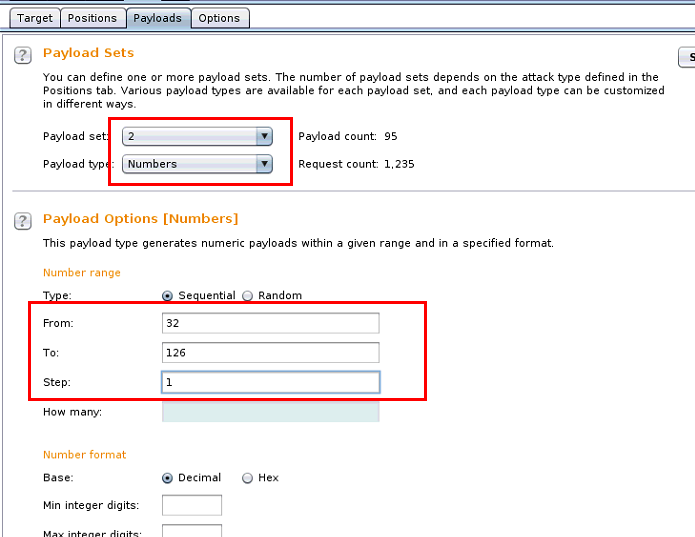 Target Positions Payloads Options
? Payload Sets
S
You can define one or more payload sets. The number of payload sets depends on the attack type defined in the
Positions tab. Various payload types are available for each payload set, and each payload type can be customized
in different ways.
Payload set: 2 Payload count: 95
Payload type: Numbers Request count: 1,235
? Payload Options [Numbers]
This payload type generates numeric payloads within a given range and in a specified format.
Number range
Type: Sequential Random
From: 32
To: 126
Step: 1
How many:
Number format
Base: Decimal Hex
Min integer digits:
Max integer digits: